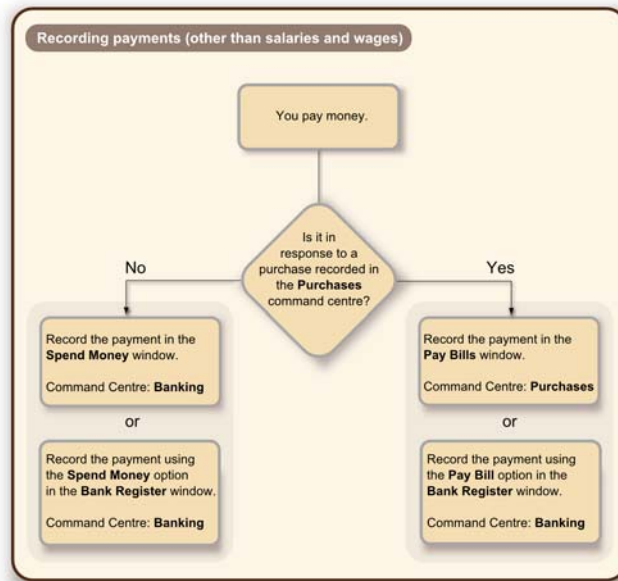 Recording payments (other than salaries and wages)
You pay money.
Is it in
response to a
purchase recorded in
the Purchases
command centre?
No
Yes
Record the payment in the
Spend Money window.
Command Centre: Banking
or
Record the payment using
the Spend Money option
in the Bank Register window.
Command Centre: Banking
Record the payment in the
Pay Bills window.
Command Centre: Purchases
or
Record the payment using
the Pay Bill option in the
Bank Register window.
Command Centre: Banking